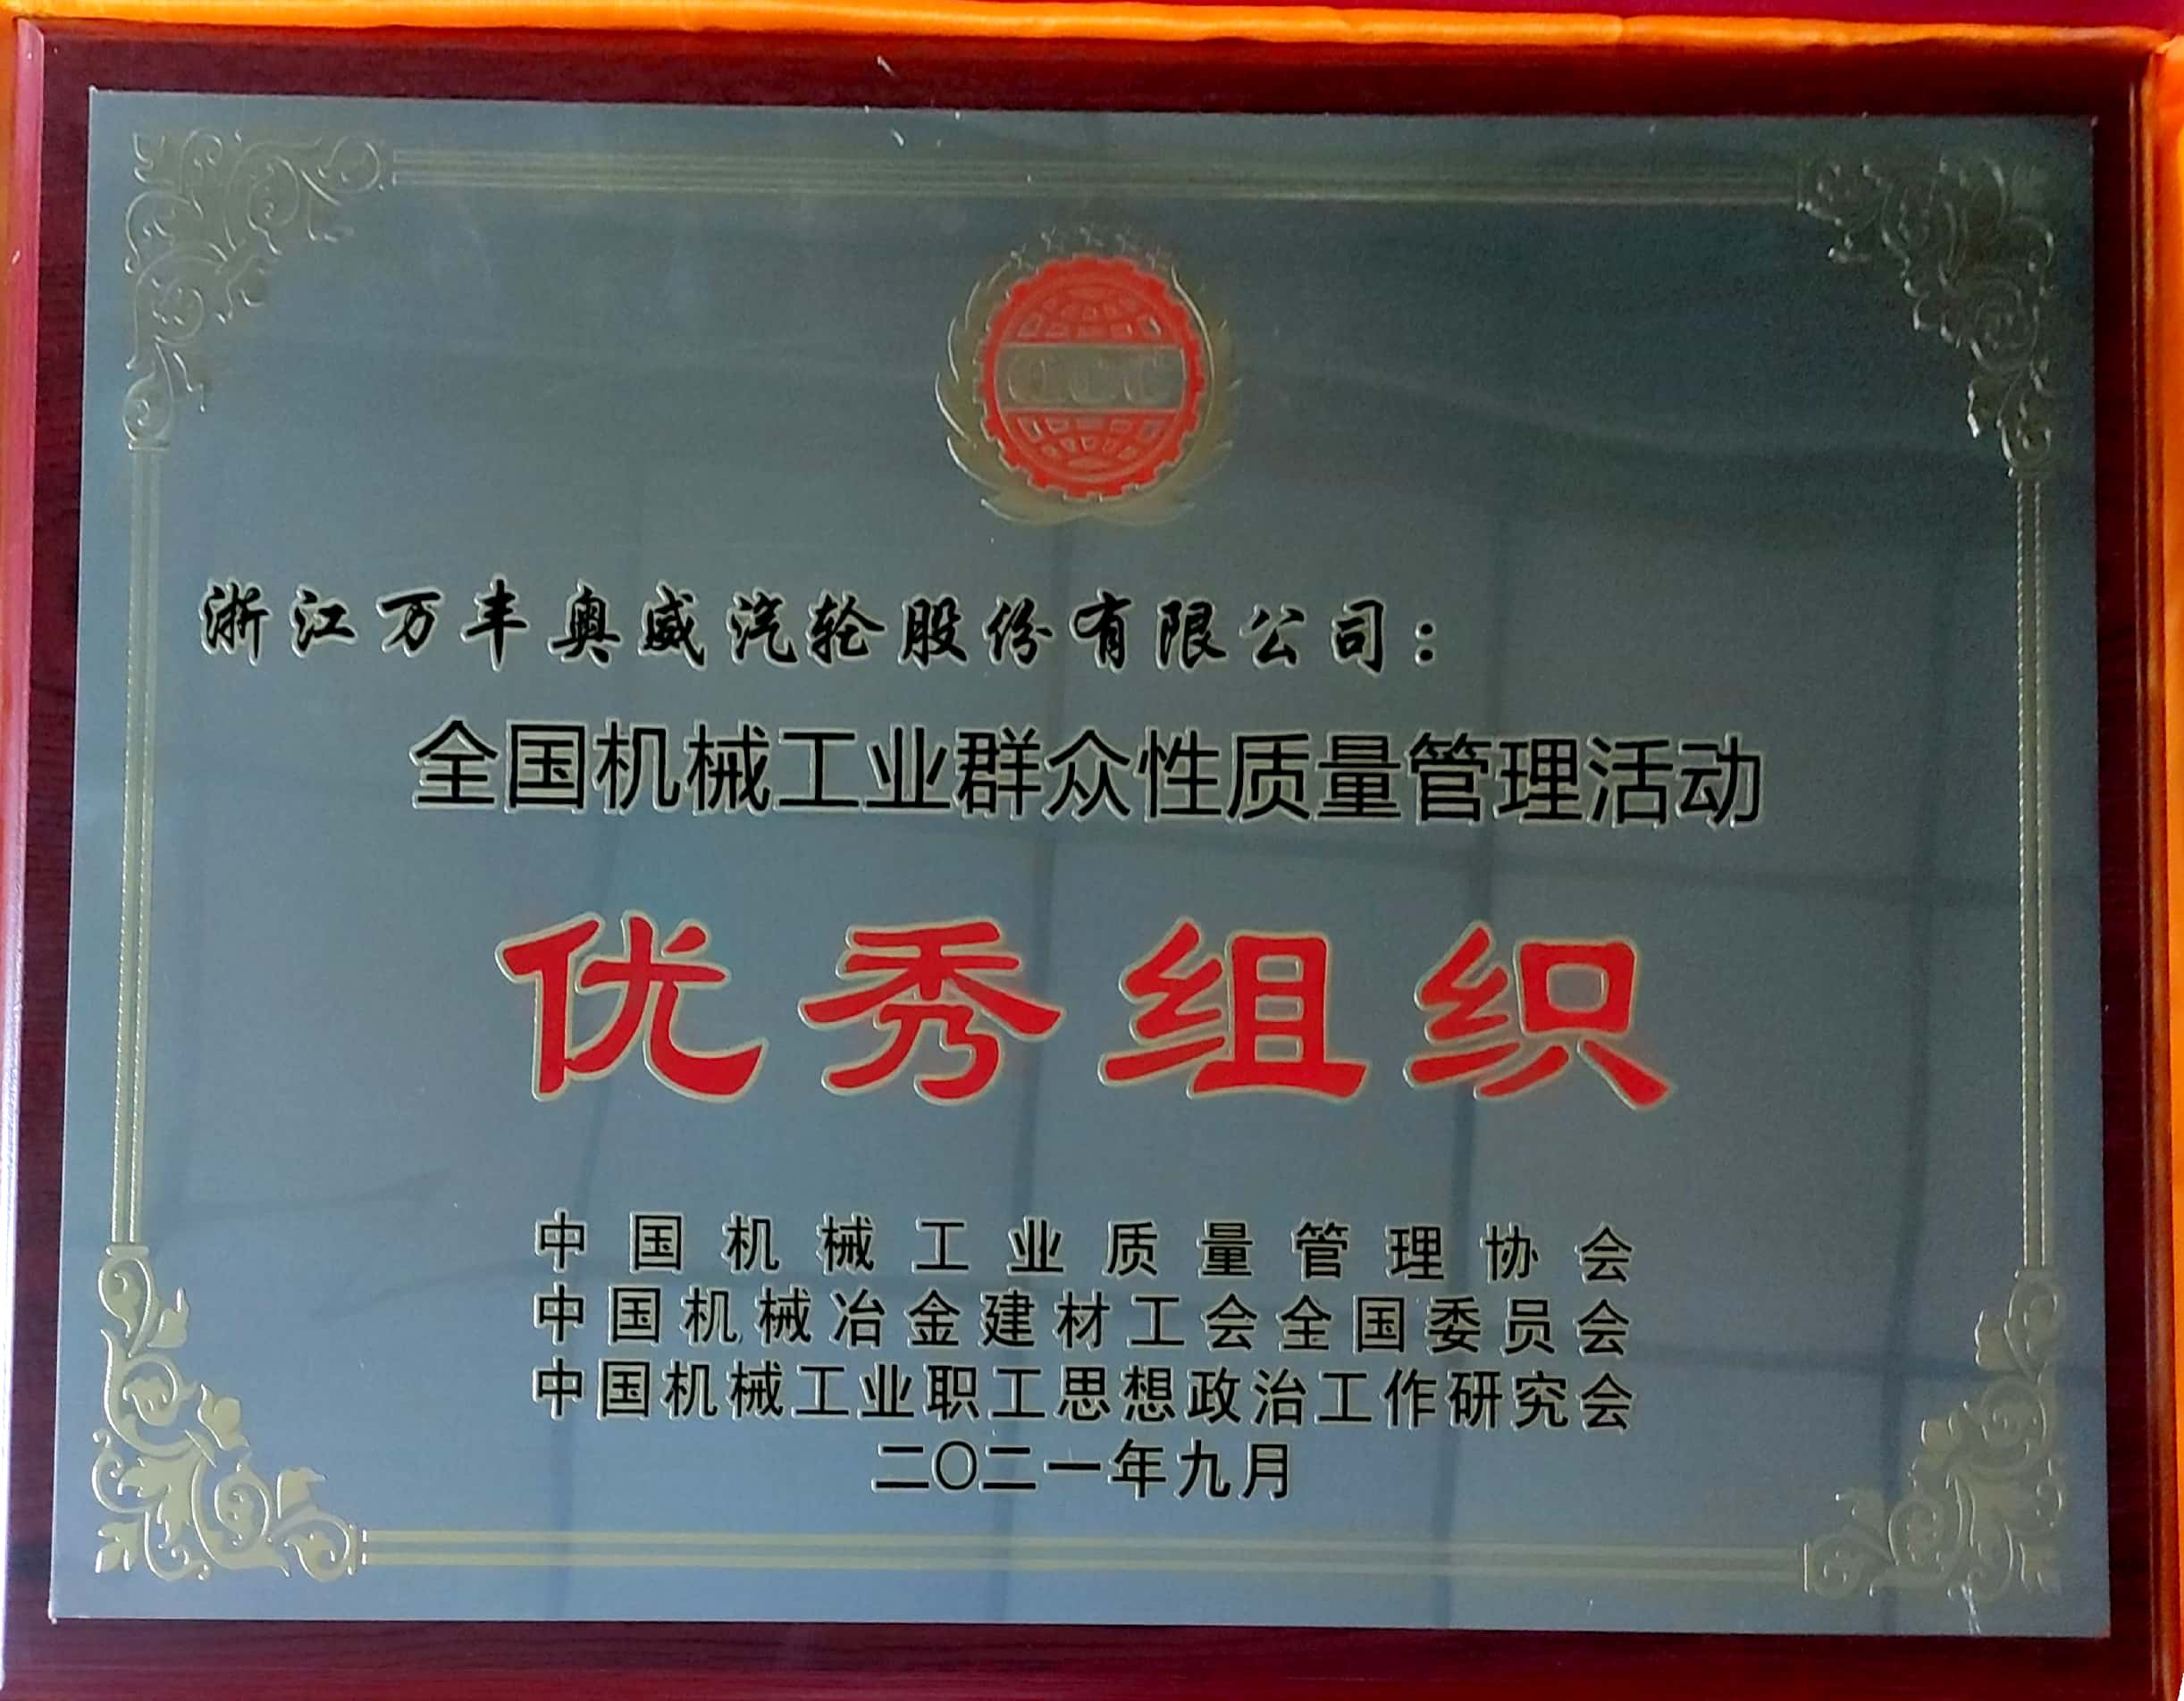 QCC
浙江万丰奥威汽轮股份有限公司：
全国机械工业群众性质量管理活动
优秀组织
中国机械工业质量管理协会
中国机械冶金建材工会全国委员会
中国机械工业职工思想政治工作研究会
二〇二一年九月